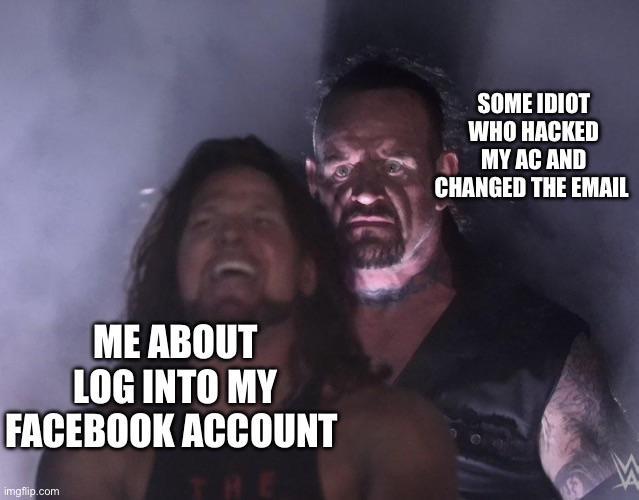 SOME IDIOT
WHO HACKED
MY AC AND
CHANGED THE EMAIL
ME ABOUT
LOG INTO MY
FACEBOOK ACCOUNT
THE
W
imgflip.com